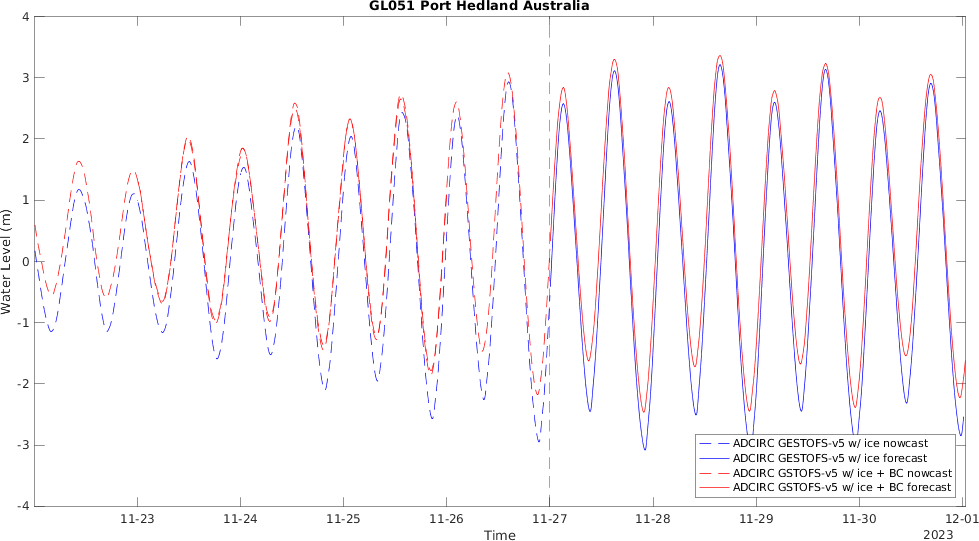 GL051 Port Hedland Australia
4
3
2
1
0
-1
-2
-3
-4
Water Level (m)
11-23
11-24
11-25
11-26
11-27
11-28
11-29
11-30
12-01
2023
Time
ADCIRC GESTOFS-v5 w/ ice nowcast
ADCIRC GESTOFS-v5 w/ ice forecast
ADCIRC GSTOFS-v5 w/ ice + BC nowcast
ADCIRC GSTOFS-v5 w/ ice + BC forecast